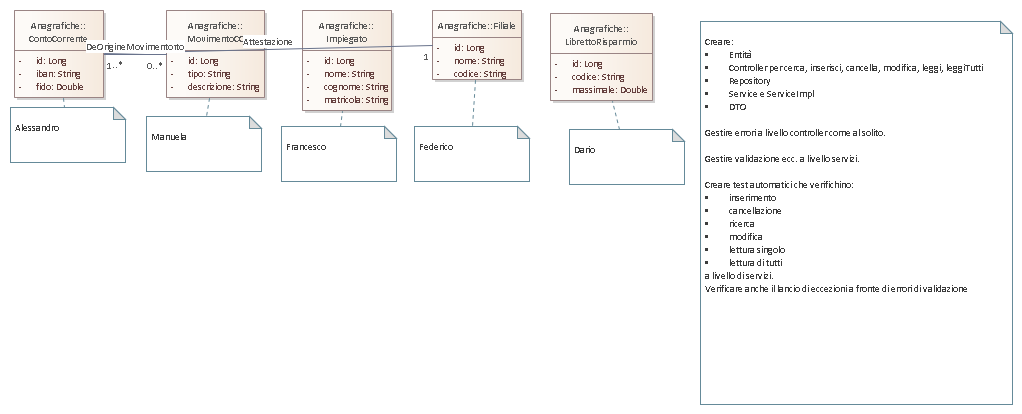 Anagrafiche::
ContoCorrente
- id: Long
- iban: String
- fido: Double
Alessandro
DeOrigineMovimentoto
1..*
0..*
Anagrafiche::
MovimentoCC
- id: Long
- tipo: String
- descrizione: String
Manuela
Attestazione
Anagrafiche::
Impiegato
- id: Long
- nome: String
- cognome: String
- matricola: String
Francesco
1
Anagrafiche::Filiale
- id: Long
- nome: String
- codice: String
Federico
Anagrafiche::
LibrettoRisparmio
- id: Long
- codice: String
- massimale: Double
Dario
Creare:
• Entità
• Controller per cerca, inserisci, cancella, modifica, leggi, leggiTutti
• Repository
• Service e ServiceImpl
• DTO
Gestire errori a livello controller come al solito.
Gestire validazione ecc. a livello servizi.
Creare test automatici che verifichino:
• inserimento
• cancellazione
• ricerca
• modifica
• lettura singolo
• lettura di tutti
a livello di servizi.
Verificare anche il lancio di eccezioni a fronte di errori di validazione